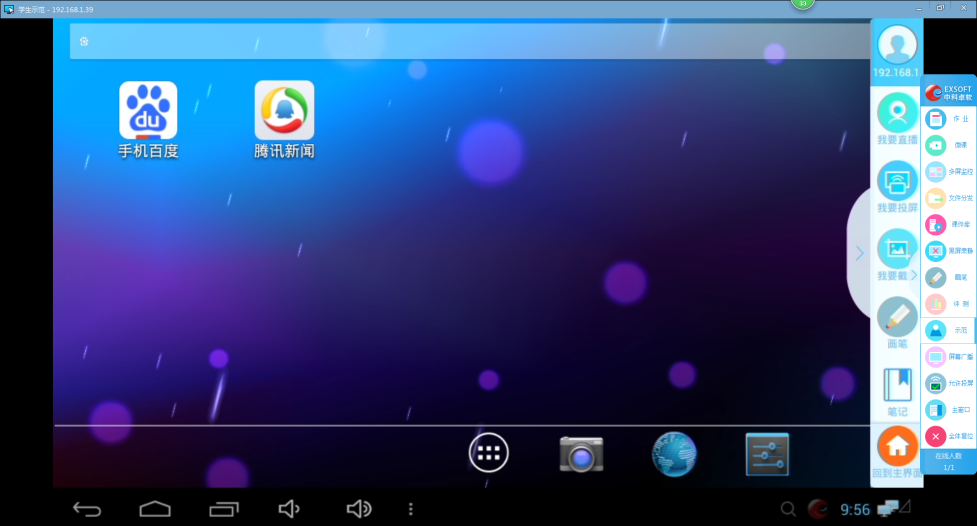 学生示范 - 192.168.1.39
33
手机百度
腾讯新闻
192.168.1.
我要直播
我要投屏
我要截
画笔
笔记
回到主界面
EXSOFT
中科卓软
作 业
微课
多屏监控
文件分发
课件库
黑屏肃静
画笔
评 测
示范
屏幕广播
允许投屏
主窗口
全体复位
在线人数
1/1
9:56